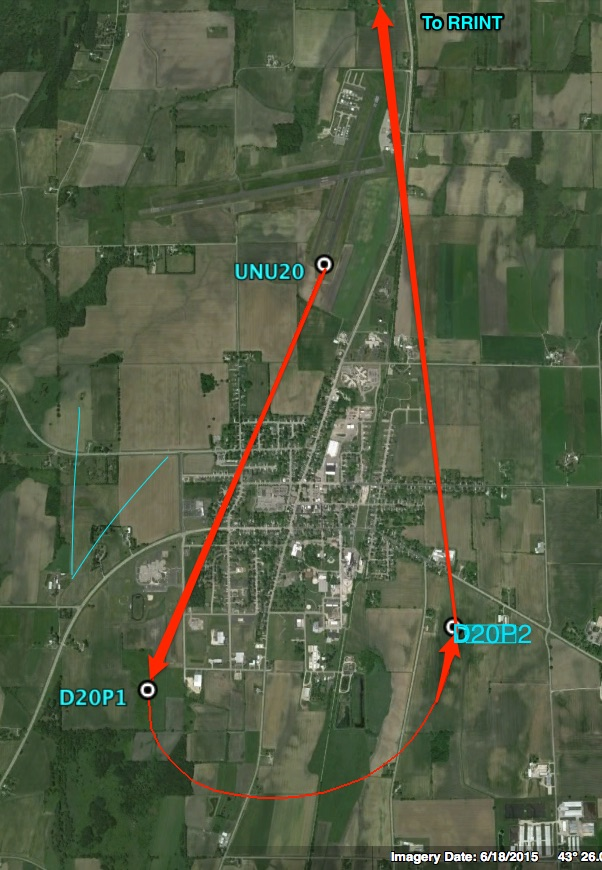 To RRINT
UNU20
D20P2
D20P1
Imagery Date: 6/18/2015 43° 26.0